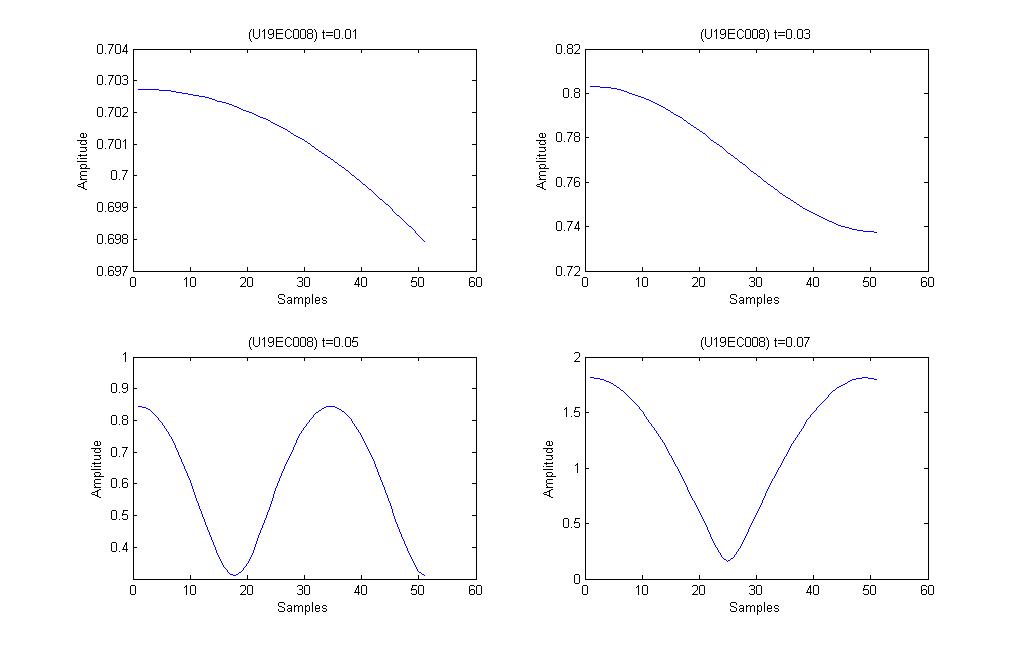 (U19EC008) t=0.01
0.704
0.703
0.702
0.701
0.7
0.699
0.698
0.697
Amplitude
0 10 20 30 40 50 60
Samples
(U19EC008) t=0.03
0.82
0.8
0.78
0.76
0.74
0.72
Amplitude
0 10 20 30 40 50 60
Samples
(U19EC008) t=0.05
1
0.9
0.8
0.7
0.6
0.5
0.4
Amplitude
0 10 20 30 40 50 60
Samples
(U19EC008) t=0.07
2
1.5
1
0.5
0
Amplitude
0 10 20 30 40 50 60
Samples